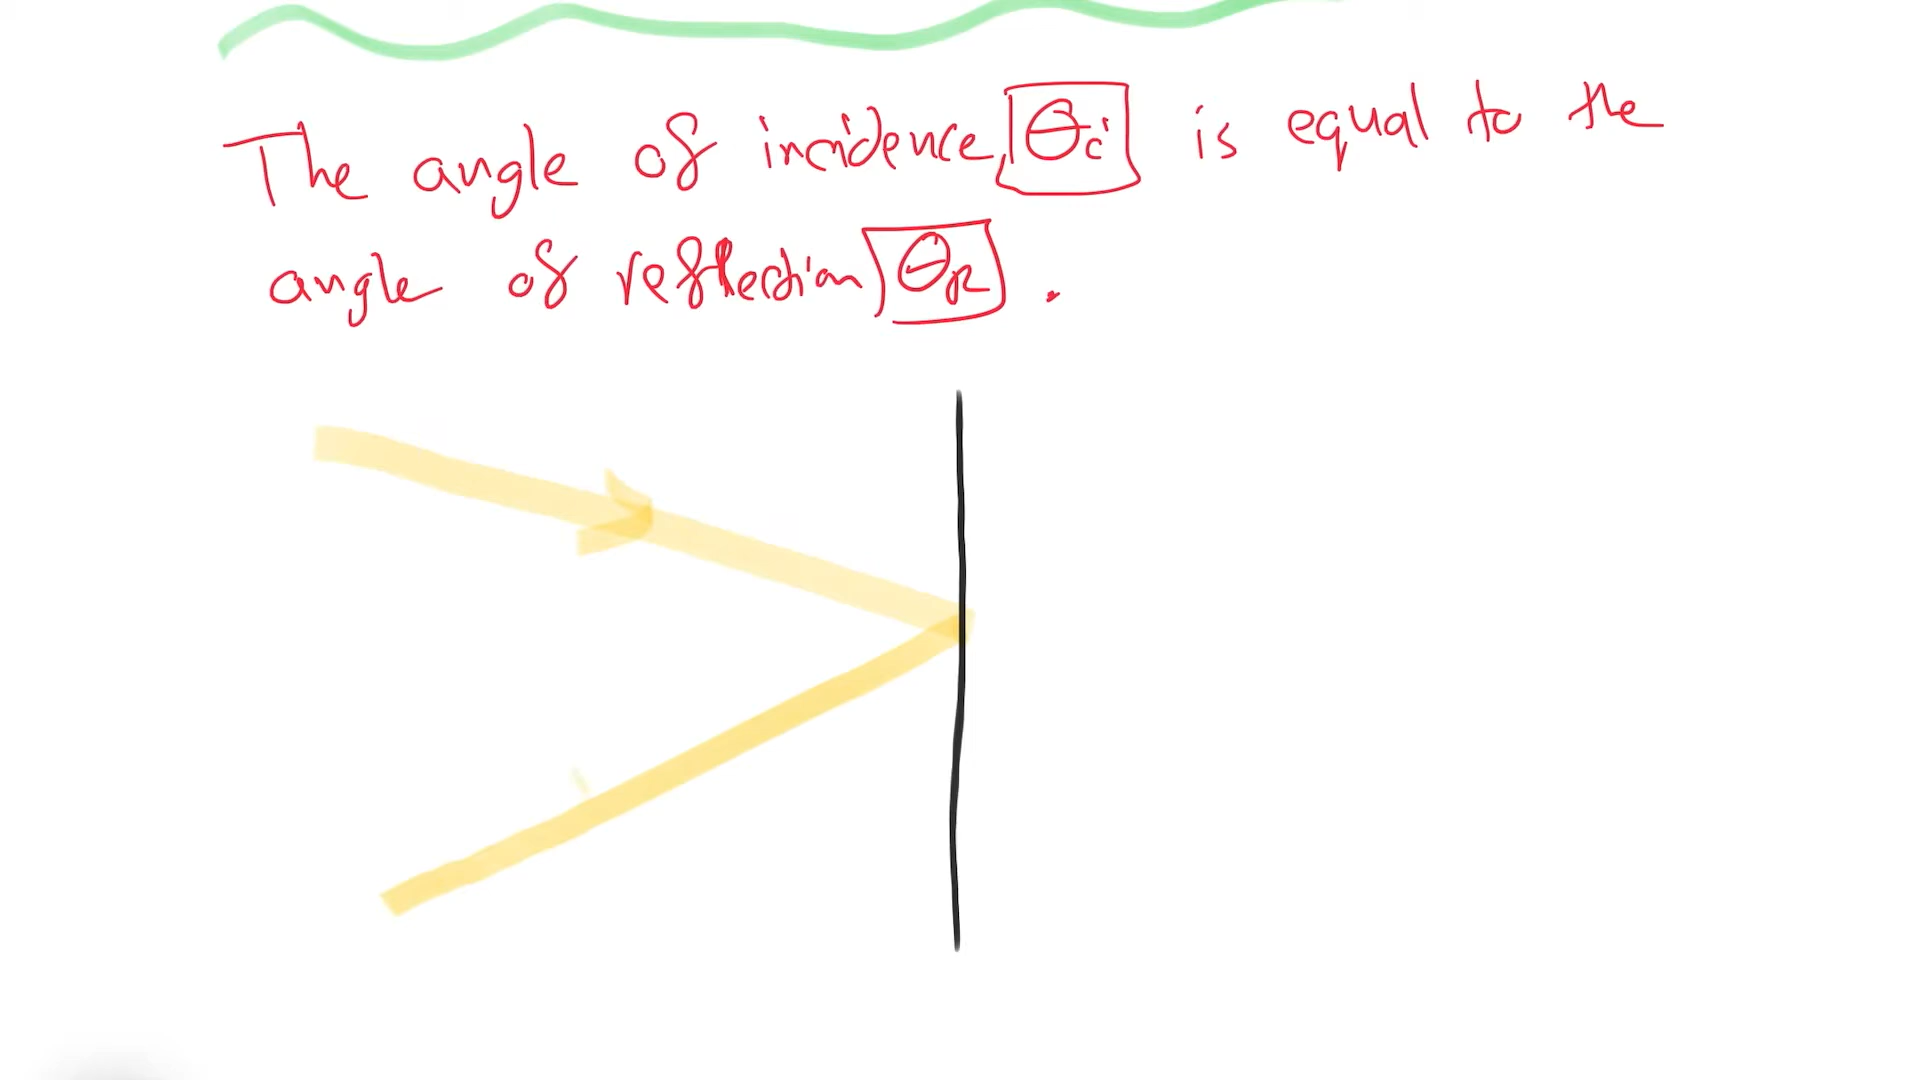 The angle of incidence, θi is equal to the
angle of reflection, θR.